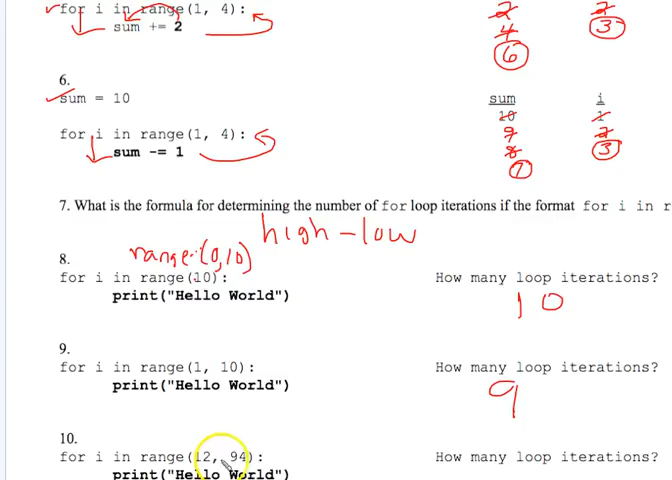 for i in range(1, 4):
sum += 2
2
4
6
2
3
6.
sum = 10
sum i
10 1
for i in range(1, 4):
9 2
sum -= 1
8 3
7
7. What is the formula for determining the number of for loop iterations if the format for i in r
high - low
range(0,10)
8.
for i in range(10):
How many loop iterations?
print("Hello World")
10
9.
for i in range(1, 10):
How many loop iterations?
print("Hello World")
9
10.
for i in range(12, 94):
How many loop iterations?
print("Hello World")